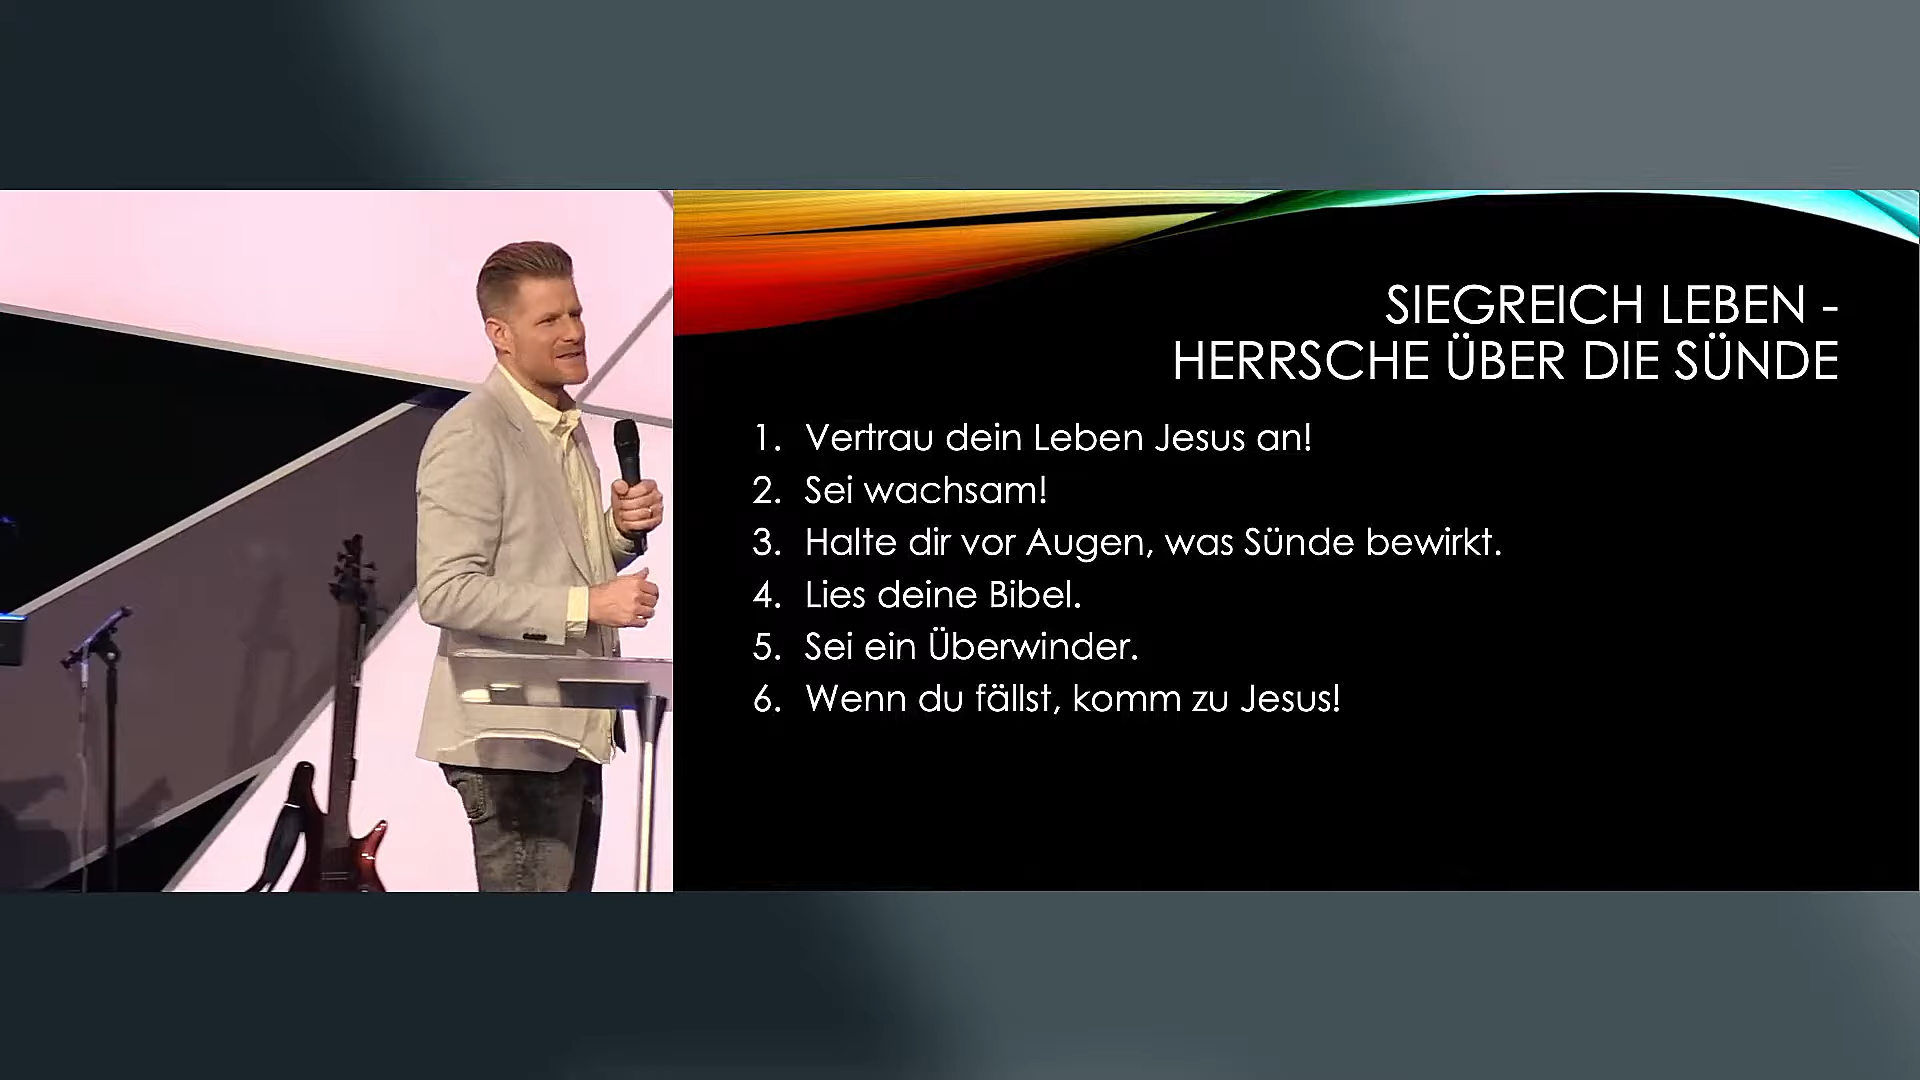 SIEGREICH LEBEN -
HERRSCHE ÜBER DIE SÜNDE
1. Vertrau dein Leben Jesus an!
2. Sei wachsam!
3. Halte dir vor Augen, was Sünde bewirkt.
4. Lies deine Bibel.
5. Sei ein Überwinder.
6. Wenn du fällst, komm zu Jesus!